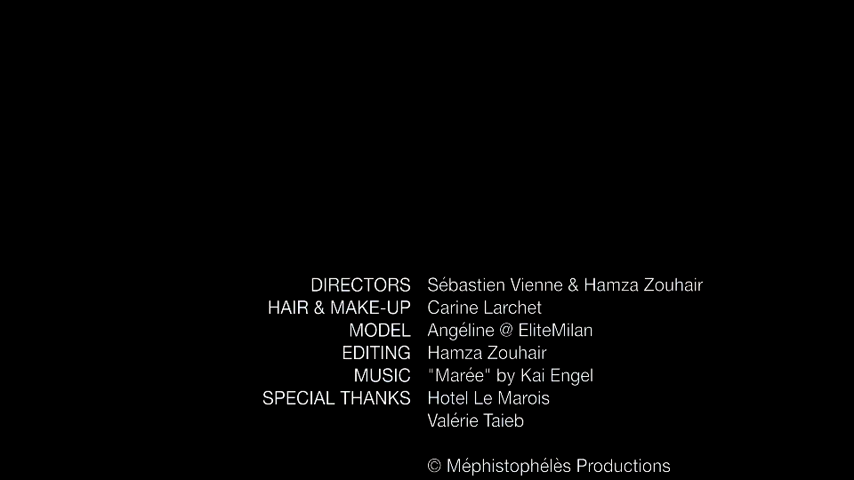 DIRECTORS Sébastien Vienne & Hamza Zouhair
HAIR & MAKE-UP Carine Larchet
MODEL Angéline @ EliteMilan
EDITING Hamza Zouhair
MUSIC "Marée" by Kai Engel
SPECIAL THANKS Hotel Le Marois
Valérie Taieb
© Méphistophélès Productions